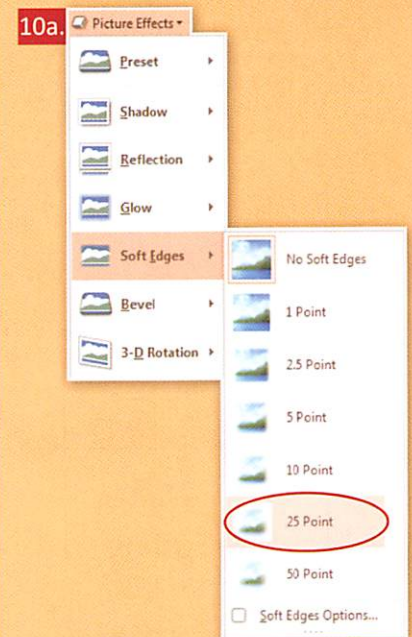 10a.
Picture Effects
Preset
Shadow
Reflection
Glow
Soft Edges
Bevel
3-D Rotation
No Soft Edges
1 Point
2.5 Point
5 Point
10 Point
25 Point
50 Point
Soft Edges Options...